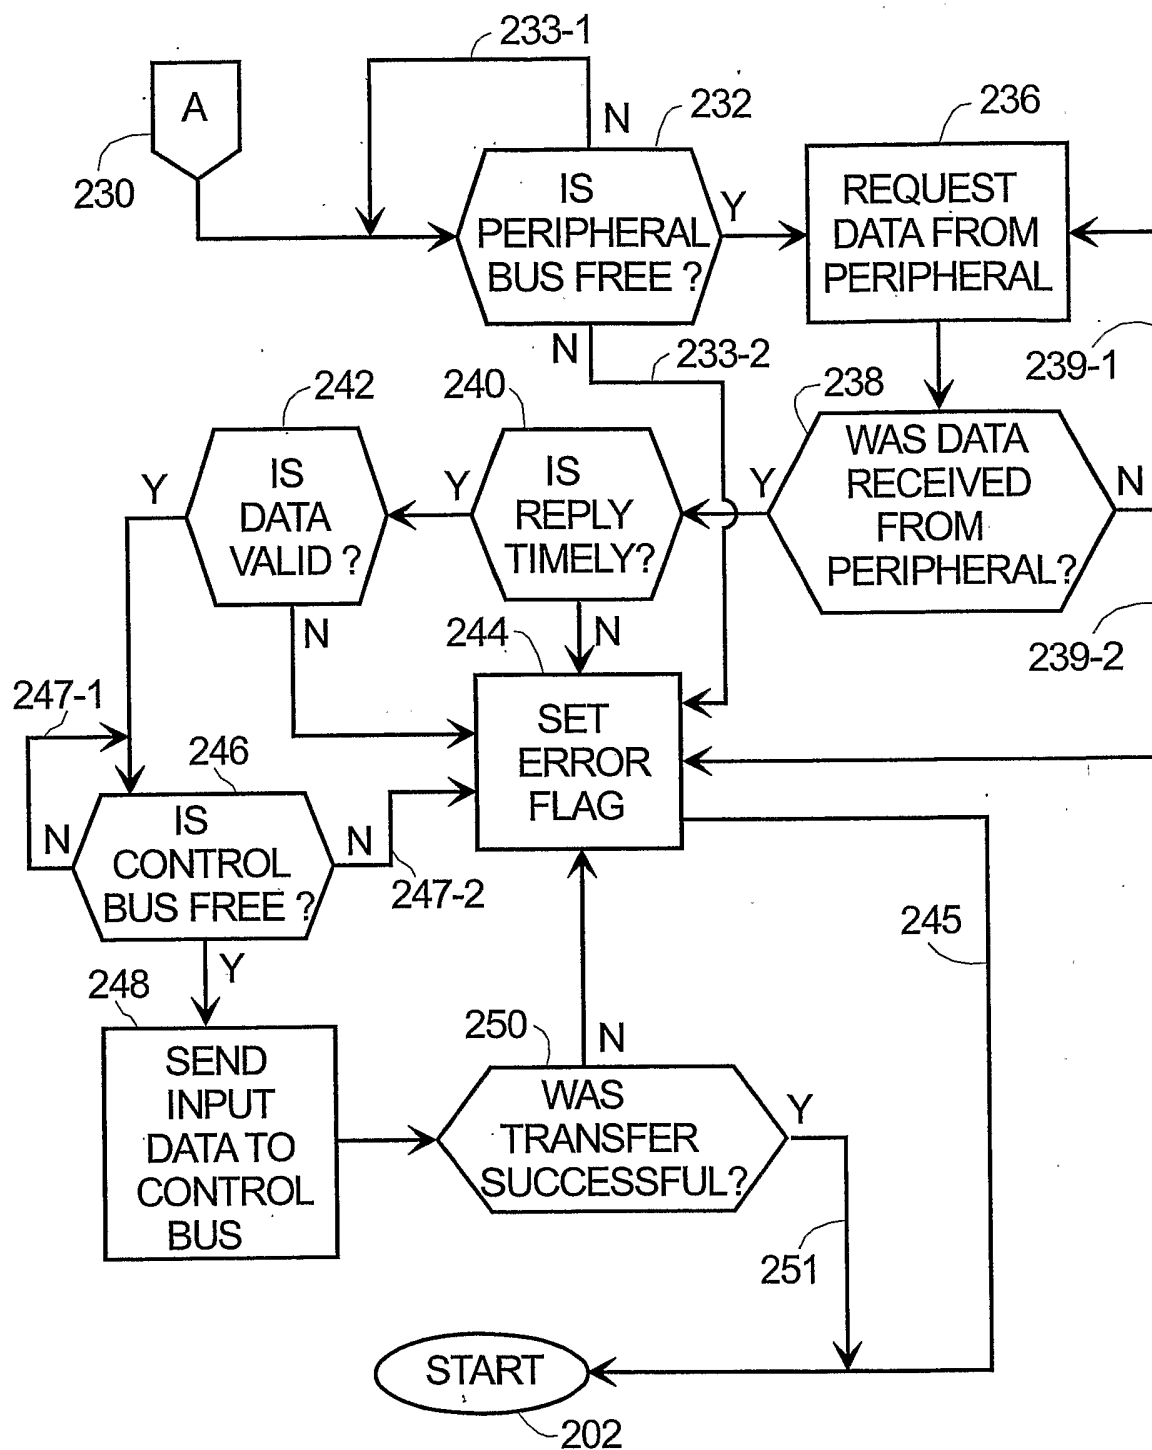 233-1
A
230
N
232
IS
PERIPHERAL
BUS FREE ?
Y
236
REQUEST
DATA FROM
PERIPHERAL
N
233-2
239-1
242
240
238
Y
IS
DATA
VALID ?
Y
IS
REPLY
TIMELY?
Y
WAS DATA
RECEIVED
FROM
PERIPHERAL?
N
N
244
N
239-2
247-1
SET
ERROR
FLAG
246
N
IS
CONTROL
BUS FREE ?
N
247-2
245
Y
248
SEND
INPUT
DATA TO
CONTROL
BUS
250
N
WAS
TRANSFER
SUCCESSFUL?
Y
251
START
202